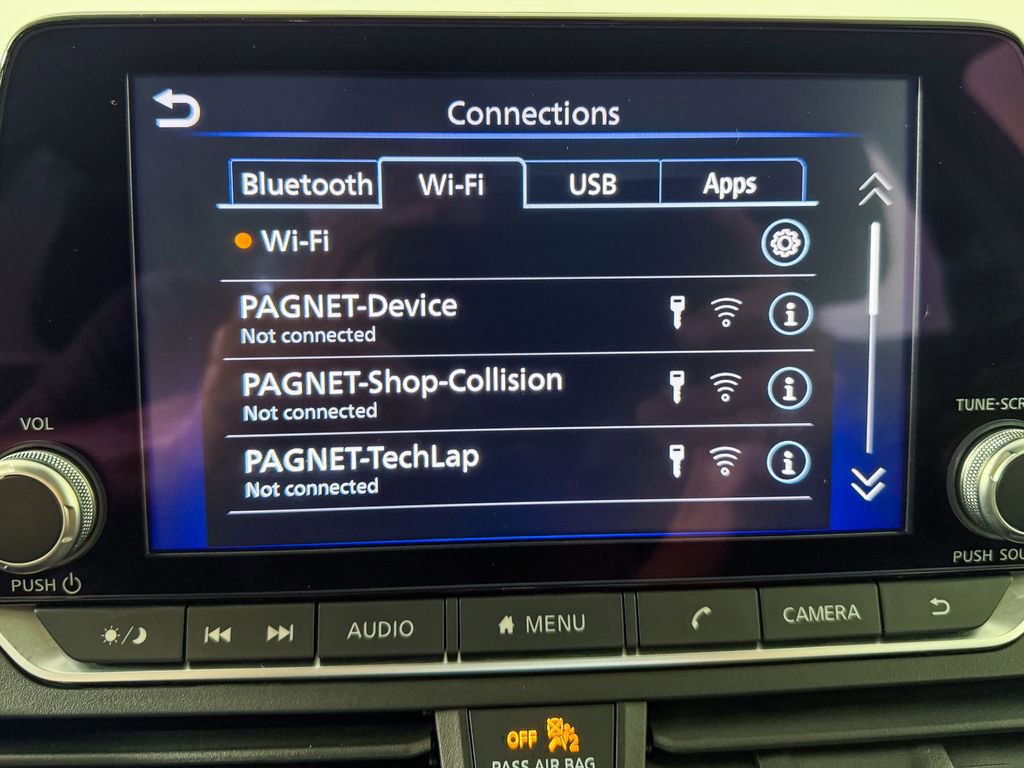 Connections
Bluetooth Wi-Fi USB Apps
Wi-Fi
PAGNET-Device
Not connected
PAGNET-Shop-Collision
Not connected
PAGNET-TechLap
Not connected
VOL
PUSH
TUNE·SCR
PUSH SOU
AUDIO
MENU
CAMERA
OFF 2
PASS AIR BAG